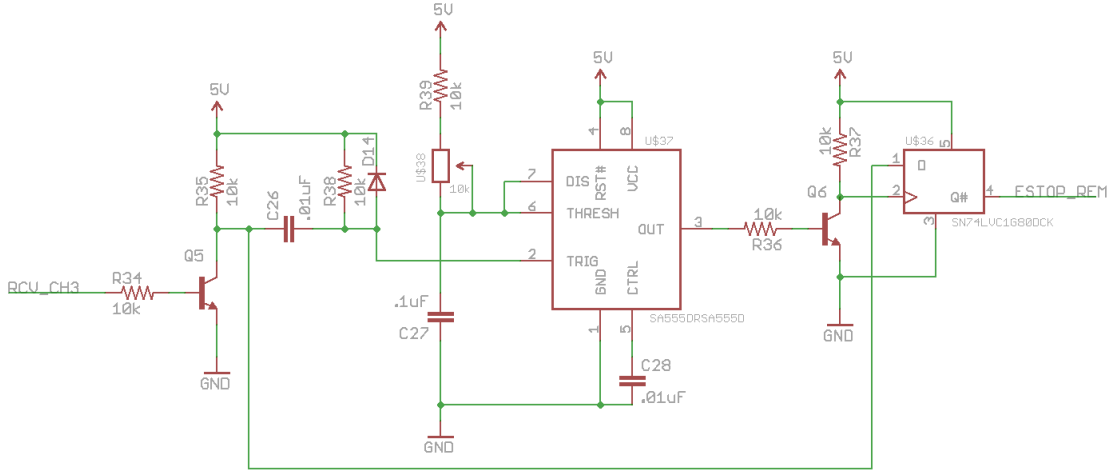 5V
R39
10k
U$38
10k
5V
R35
10k
C26
.01uF
R38
10k
D14
Q5
RCV_CH3
R34
10k
GND
.1uF
C27
GND
5V
U$37
4
8
RST#
VCC
7
DIS
6
THRESH
OUT
3
2
TRIG
GND
CTRL
1
5
SA555DRSA555D
C28
.01uF
10k
R36
5V
10k
R37
Q6
GND
U$36
5
1
D
2
Q#
4
3
SN74LVC1G80DCK
ESTOP_REM